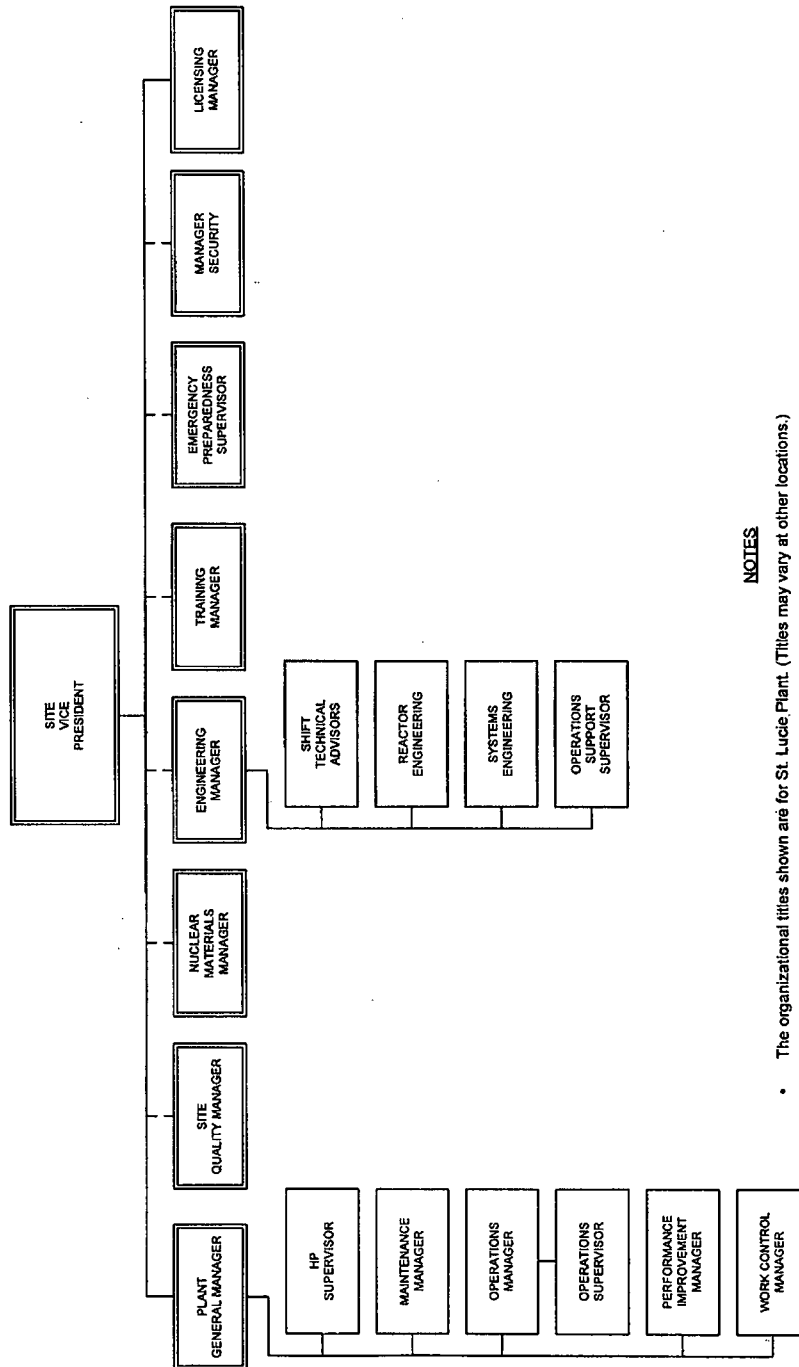 SITE
VICE
PRESIDENT
PLANT
GENERAL MANAGER
SITE
QUALITY MANAGER
NUCLEAR
MATERIALS
MANAGER
ENGINEERING
MANAGER
TRAINING
MANAGER
EMERGENCY
PREPAREDNESS
SUPERVISOR
MANAGER
SECURITY
LICENSING
MANAGER
HP
SUPERVISOR
MAINTENANCE
MANAGER
OPERATIONS
MANAGER
OPERATIONS
SUPERVISOR
PERFORMANCE
IMPROVEMENT
MANAGER
WORK CONTROL
MANAGER
SHIFT
TECHNICAL
ADVISORS
REACTOR
ENGINEERING
SYSTEMS
ENGINEERING
OPERATIONS
SUPPORT
SUPERVISOR
NOTES
• The organizational titles shown are for St. Lucie Plant. (Titles may vary at other locations.)